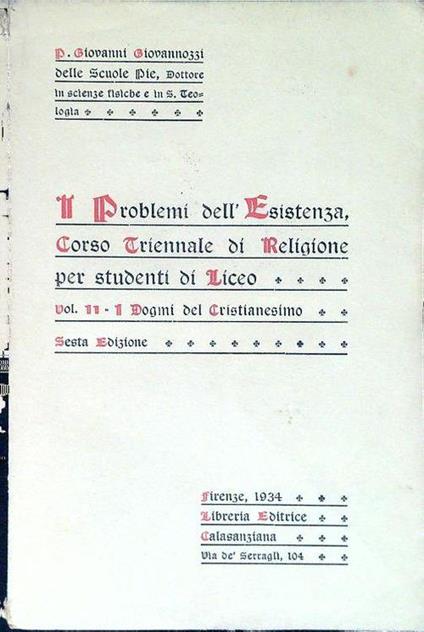 P. Giovanni Giovannozzi
delle Scuole Pie, Dottore
in scienze fisiche e in S. Teo-
logia
I Problemi dell' Esistenza,
Corso Triennale di Religione
per studenti di Liceo
Vol. II - I Dogmi del Cristianesimo
Sesta Edizione
Firenze, 1934
Libreria Editrice
Calasanziana
Via de' Serragli, 104